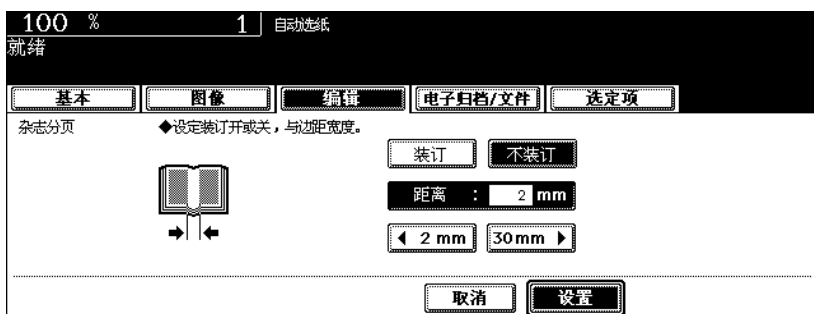 100 % 1 自动选纸
就绪
基本 图像 编辑 电子归档/文件 选定项
杂志分页 ◆设定装订开或关，与边距宽度。
装订 不装订
距离 : 2 mm
◀ 2 mm 30mm ▶
取消 设置